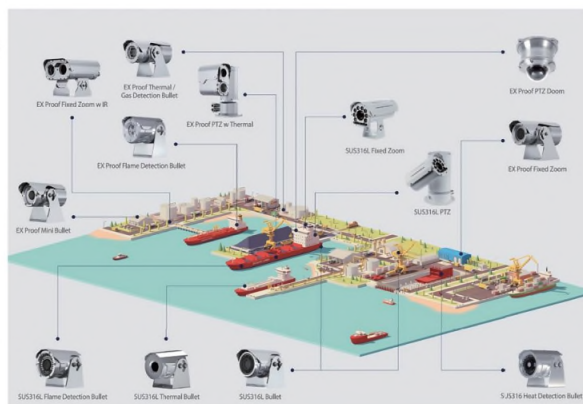 EX Proof Fixed Zoom w IR
EX Proof Thermal /
Gas Detection Bullet
EX Proof PTZ w Thermal
EX Proof PTZ Doom
EX Proof Flame Detection Bullet
SUS316L Fixed Zoom
EX Proof Fixed Zoom
EX Proof Mini Bullet
SUS316L PTZ
SUS316L Flame Detection Bullet
SUS316L Thermal Bullet
SUS316L Bullet
SUS316 Heat Detection Bullet